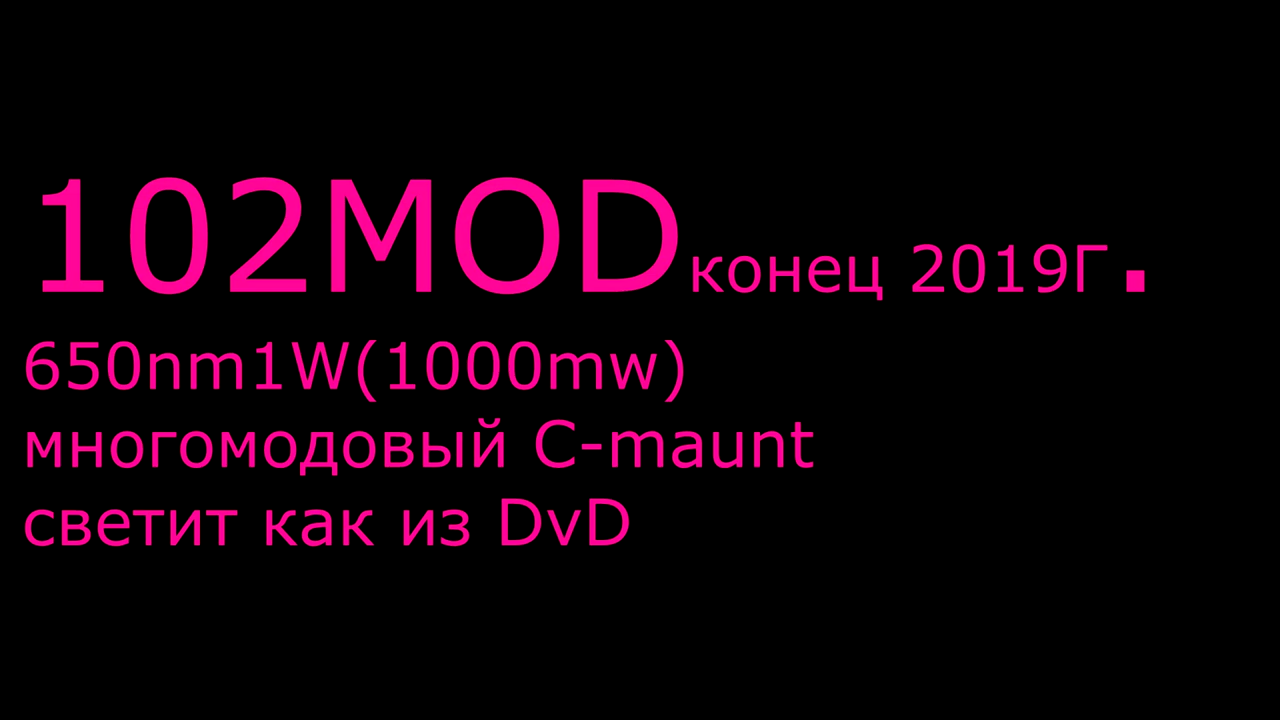 102MODконец 2019Г.
650nm1W(1000mw)
многомодовый C-maunt
светит как из DvD